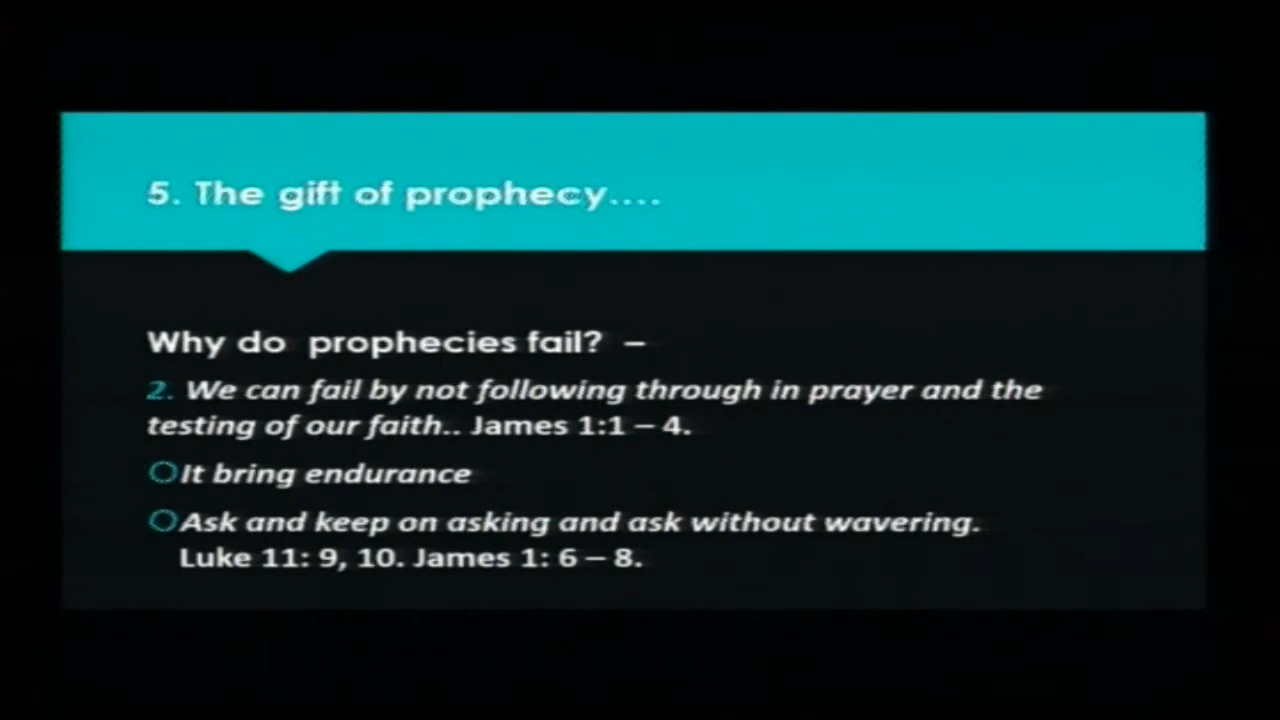 5. The gift of prophecy....
Why do prophecies fail? –
2. We can fail by not following through in prayer and the
testing of our faith.. James 1:1 – 4.
It bring endurance
Ask and keep on asking and ask without wavering.
Luke 11: 9, 10. James 1: 6 – 8.